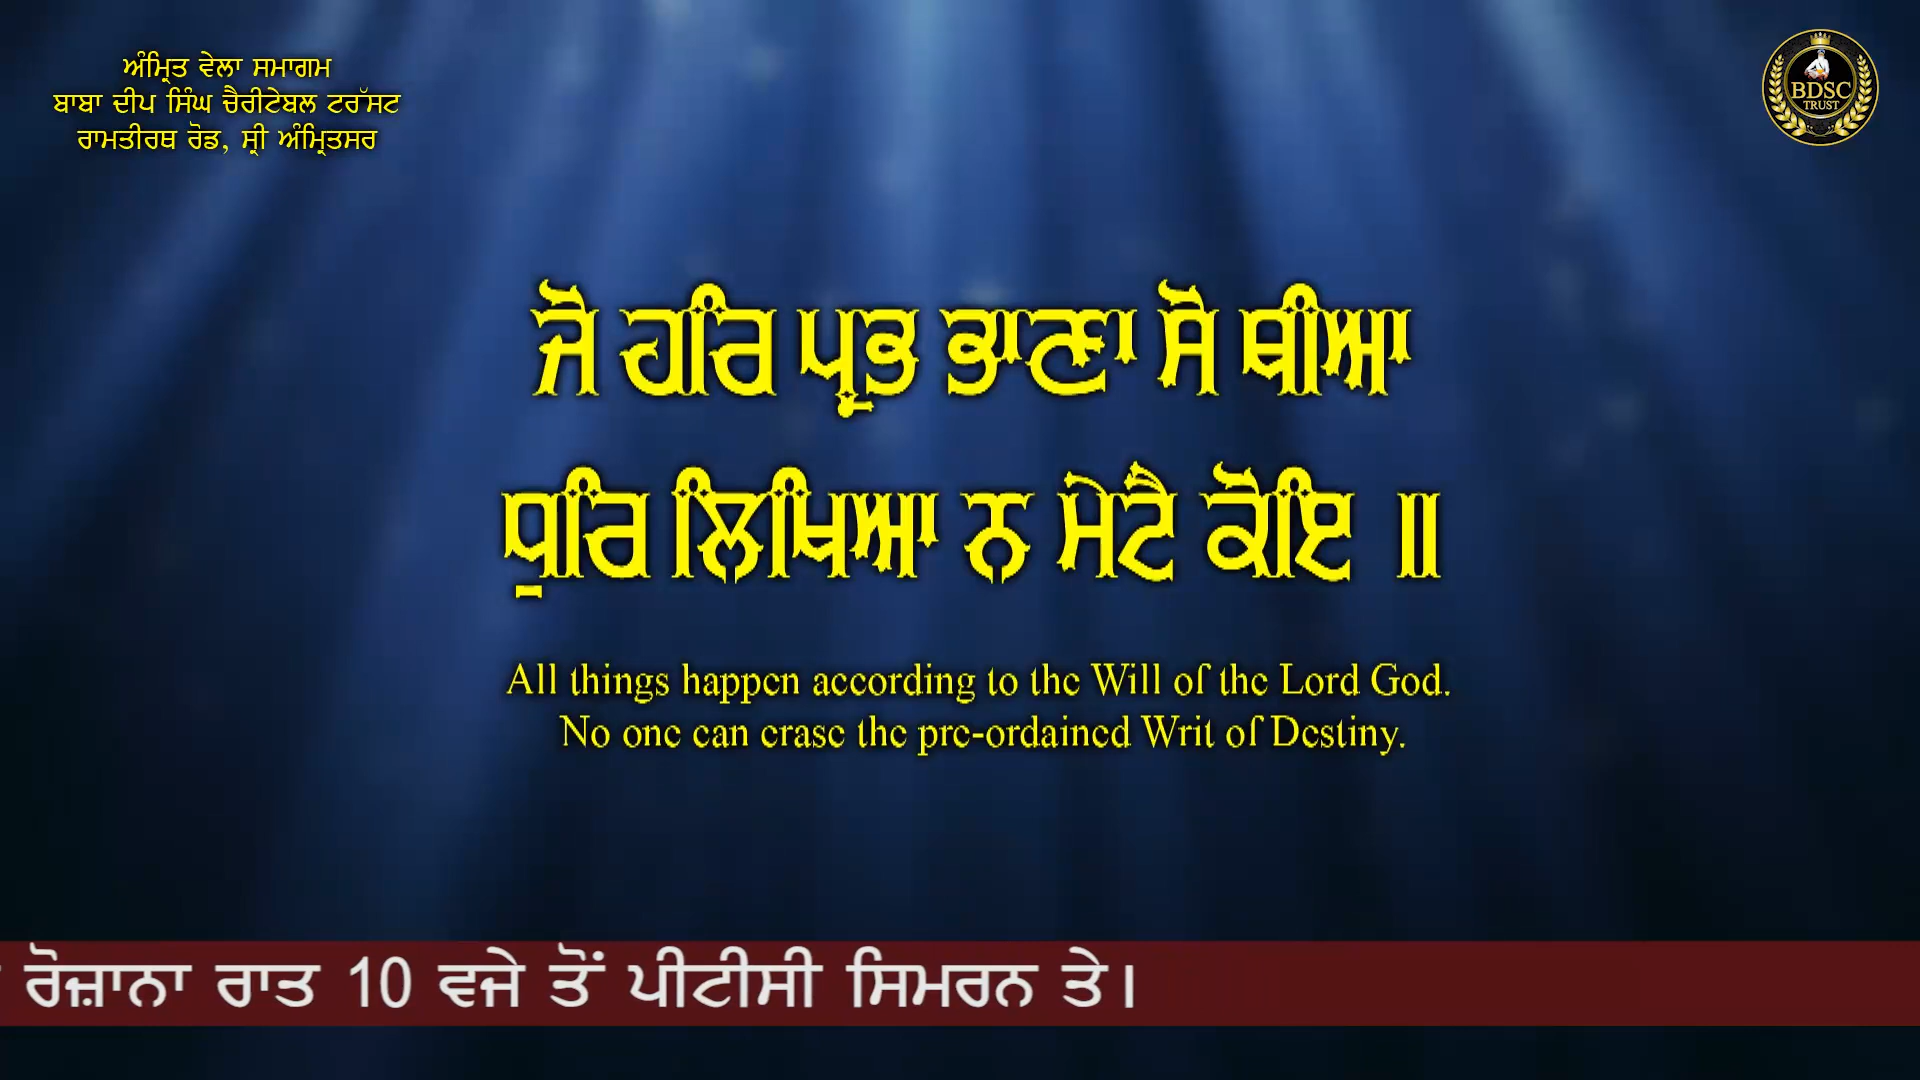 ਅੰਮ੍ਰਿਤ ਵੇਲਾ ਸਮਾਗਮ
ਬਾਬਾ ਦੀਪ ਸਿੰਘ ਚੈਰੀਟੇਬਲ ਟਰੱਸਟ
ਰਾਮਤੀਰਥ ਰੋਡ, ਸ੍ਰੀ ਅੰਮ੍ਰਿਤਸਰ
BDSC
TRUST
ਜੋ ਹਰਿ ਪ੍ਰਭ ਭਾਣਾ ਸੋ ਥੀਆ
ਧੁਰਿ ਲਿਖਿਆ ਨ ਮੇਟੈ ਕੋਇ ॥
All things happen according to the Will of the Lord God.
No one can erase the pre-ordained Writ of Destiny.
ਰੋਜ਼ਾਨਾ ਰਾਤ 10 ਵਜੇ ਤੋਂ ਪੀਟੀਸੀ ਸਿਮਰਨ ਤੇ।